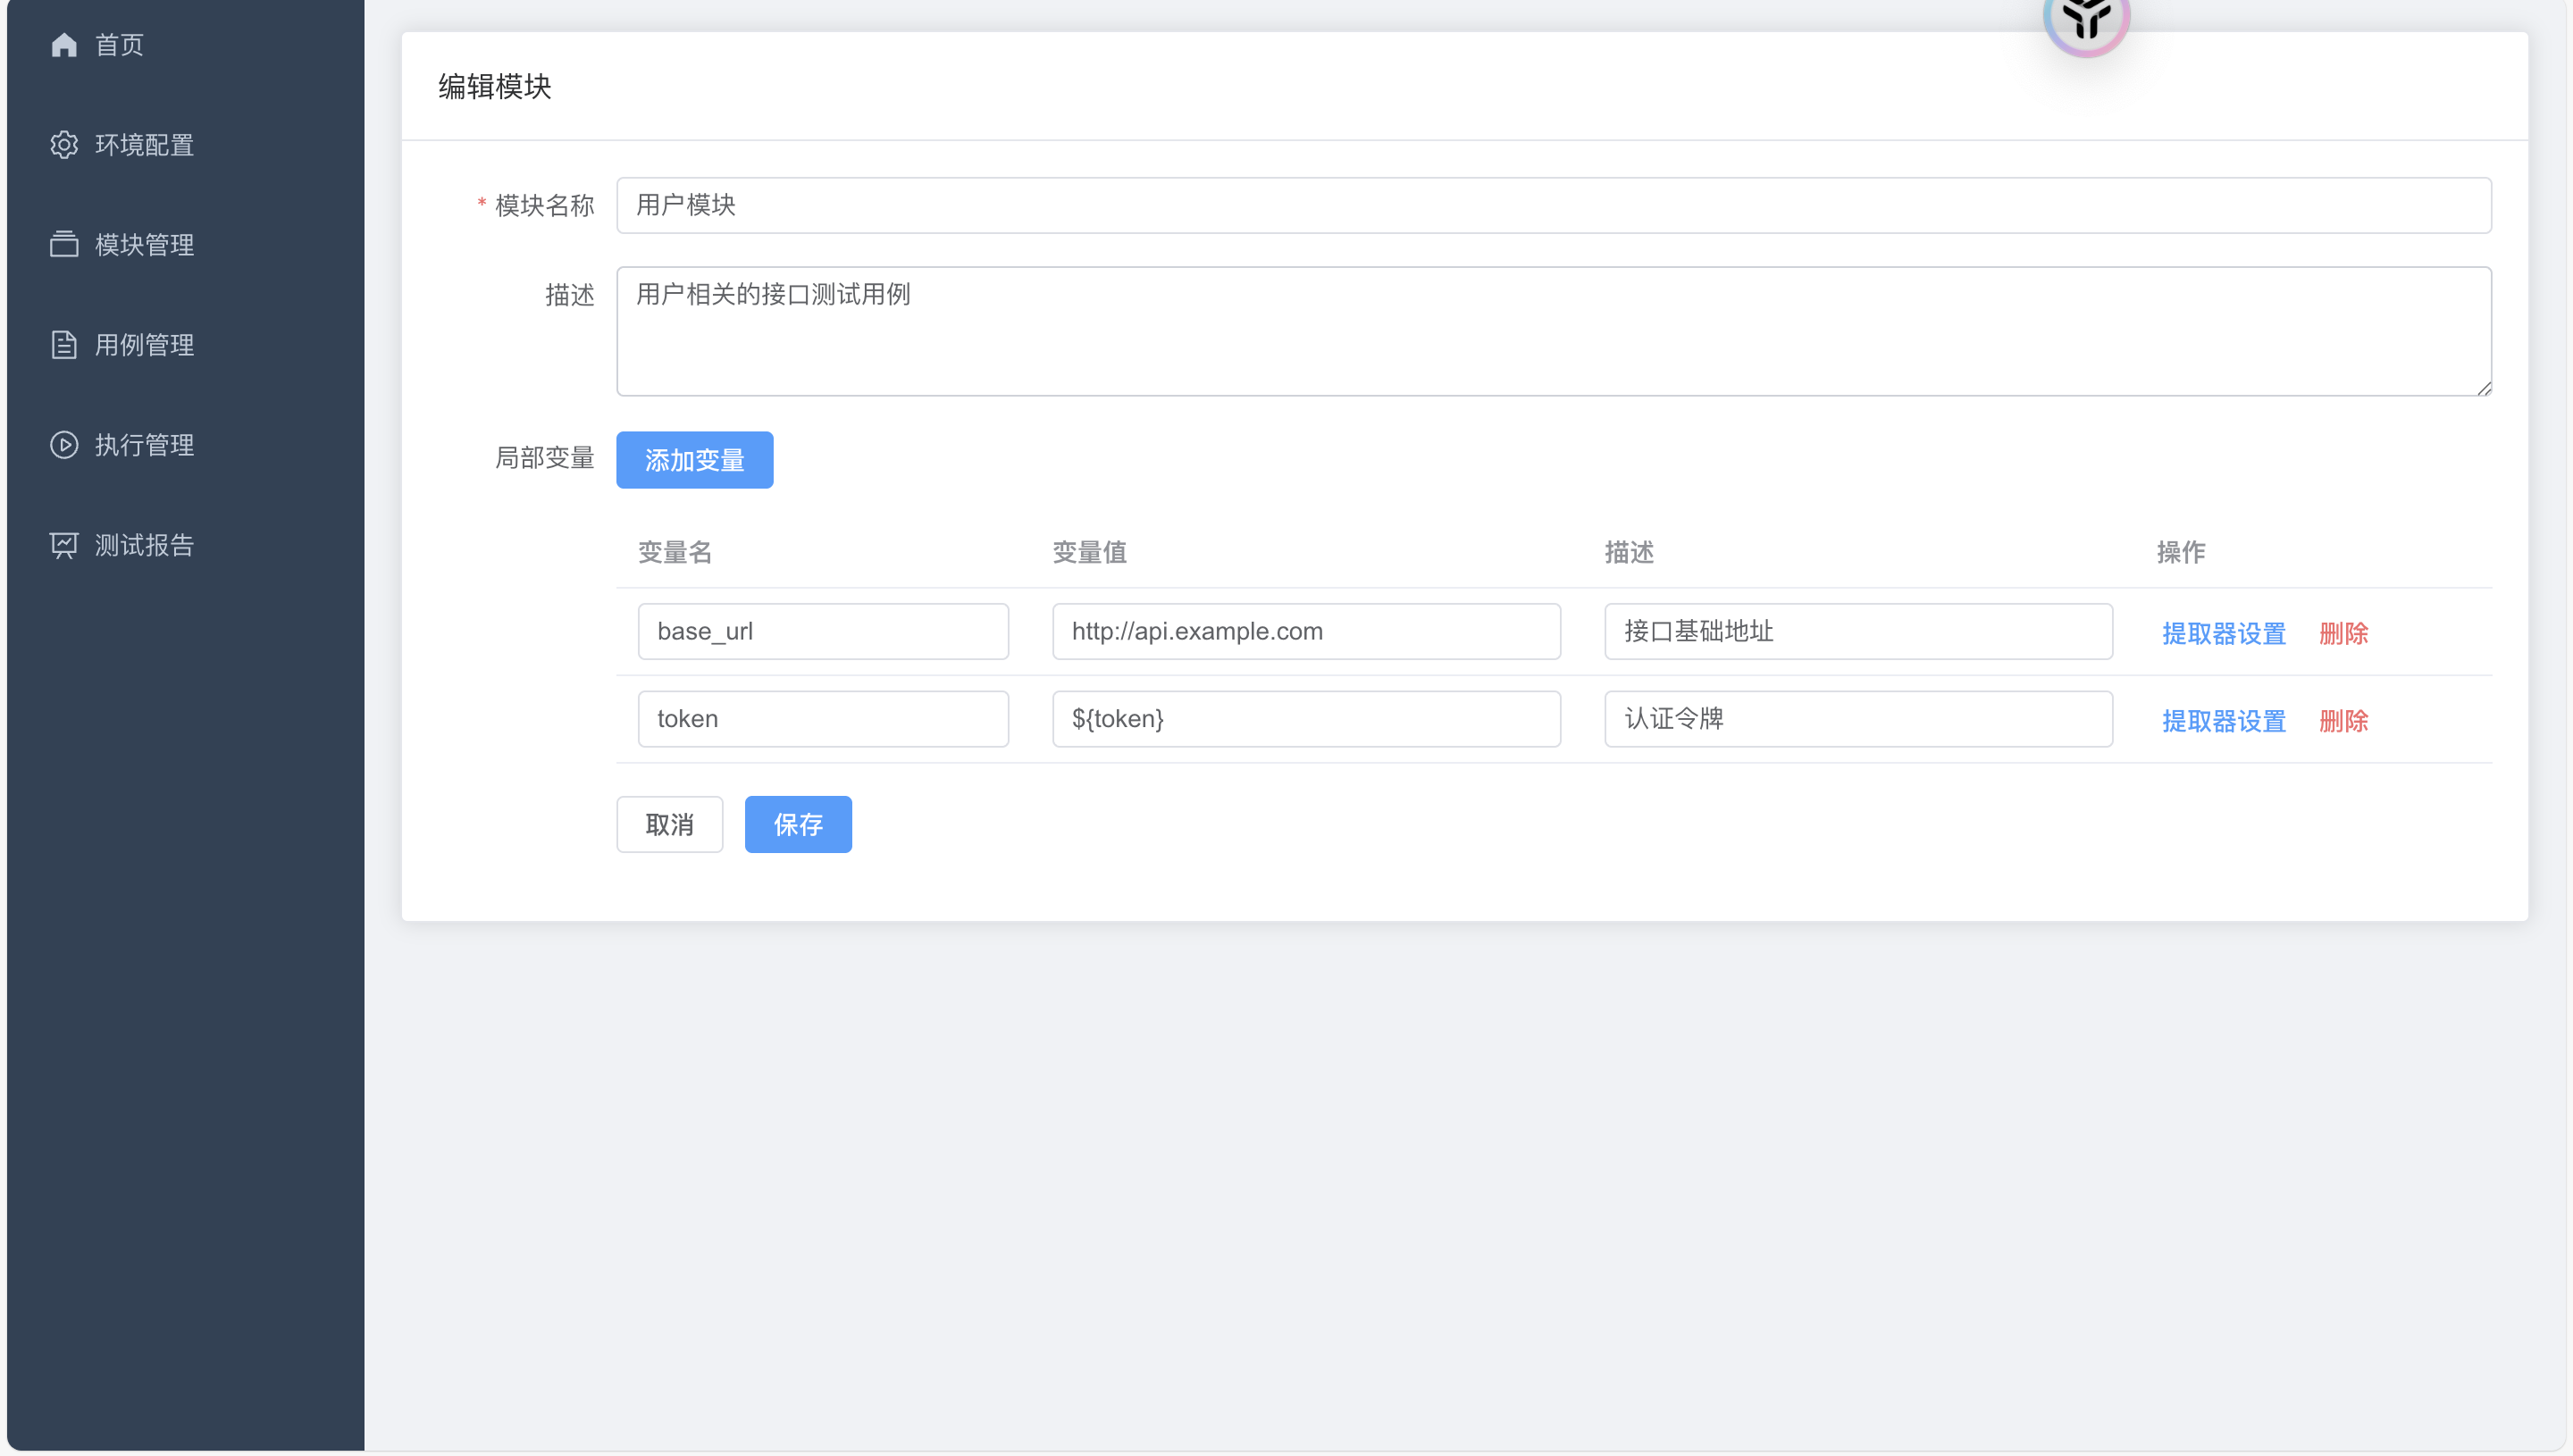 首页
环境配置
模块管理
用例管理
执行管理
测试报告
编辑模块
* 模块名称 用户模块
描述 用户相关的接口测试用例
局部变量 添加变量
变量名 变量值 描述 操作
base_url http://api.example.com 接口基础地址 提取器设置 删除
token ${token} 认证令牌 提取器设置 删除
取消 保存